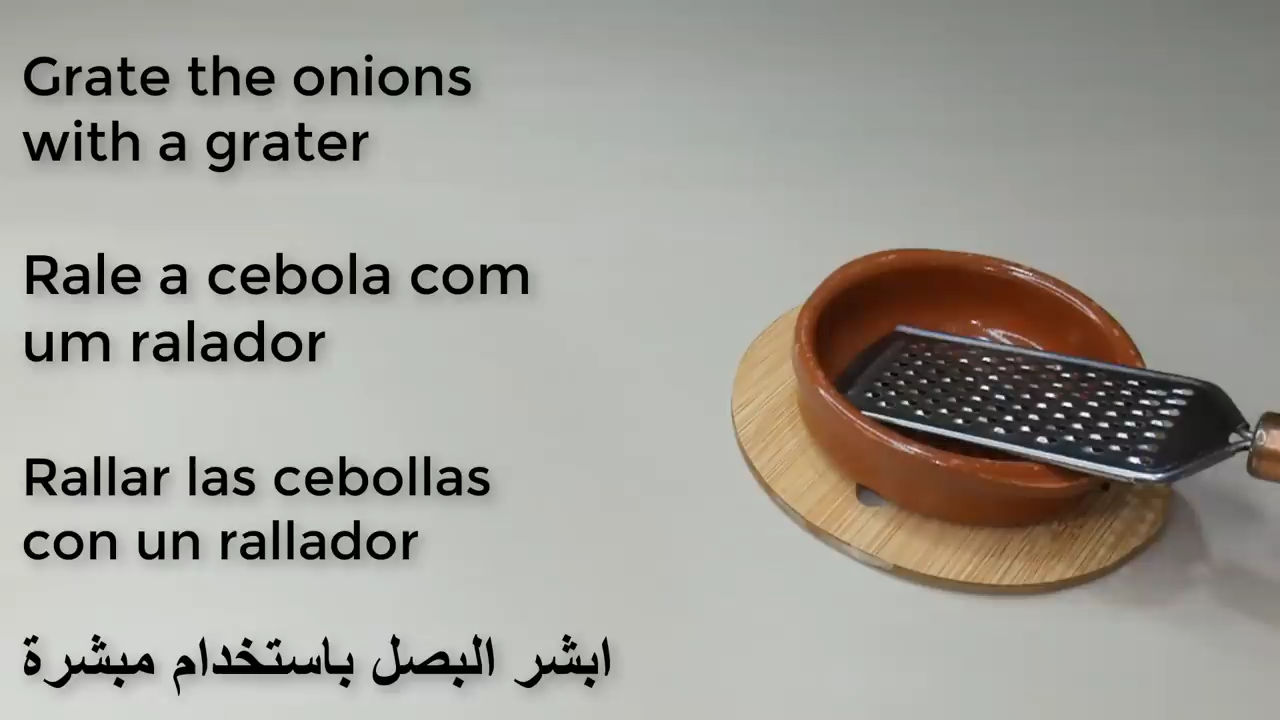 Grate the onions
with a grater
Rale a cebola com
um ralador
Rallar las cebollas
con un rallador
ابشر البصل باستخدام مبشرة